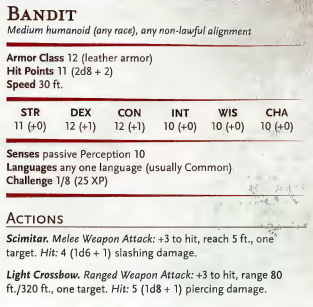 BANDIT
Medium humanoid (any race), any non-lawful alignment
Armor Class 12 (leather armor)
Hit Points 11 (2d8 + 2)
Speed 30 ft.
STR DEX CON INT WIS CHA
11 (+0) 12 (+1) 12 (+1) 10 (+0) 10 (+0) 10 (+0)
Senses passive Perception 10
Languages any one language (usually Common)
Challenge 1/8 (25 XP)
ACTIONS
Scimitar. Melee Weapon Attack: +3 to hit, reach 5 ft., one
target. Hit: 4 (1d6 + 1) slashing damage.
Light Crossbow. Ranged Weapon Attack: +3 to hit, range 80
ft./320 ft., one target. Hit: 5 (1d8 + 1) piercing damage.